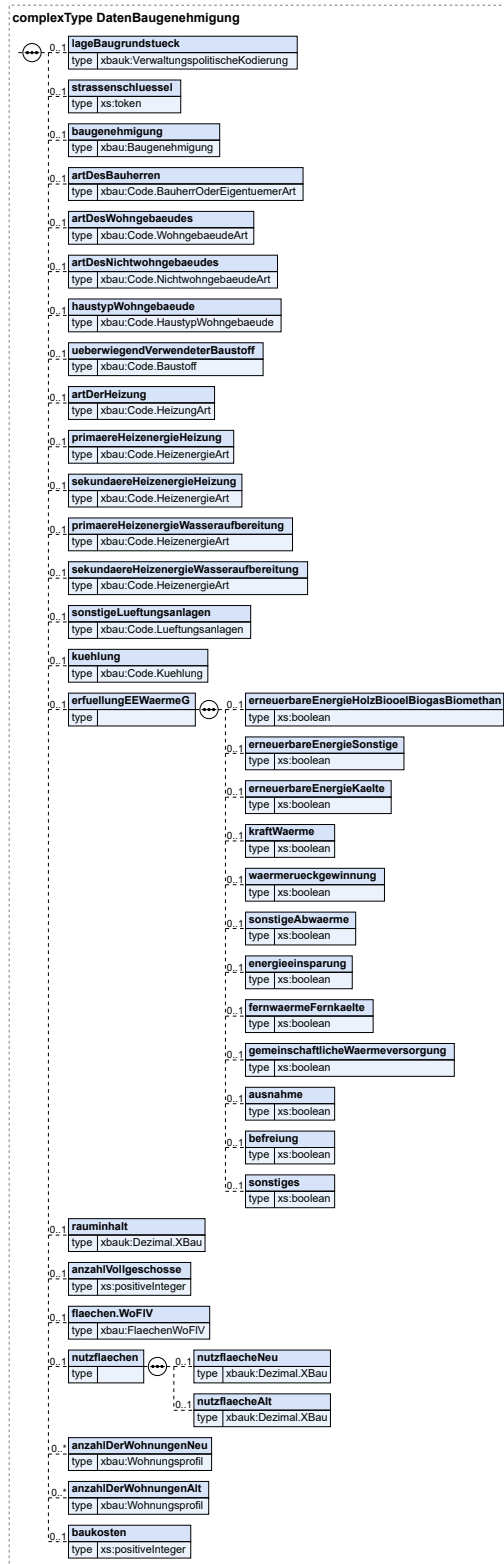 complexType DatenBaugenehmigung
0..1 lageBaugrundstueck
type xbauk:VerwaltungspolitischeKodierung
0..1 strassenschluessel
type xs:token
0..1 baugenehmigung
type xbau:Baugenehmigung
0..1 artDesBauherren
type xbau:Code.BauherrOderEigentuemerArt
0..1 artDesWohngebaeudes
type xbau:Code.WohngebaeudeArt
0..1 artDesNichtwohngebaeudes
type xbau:Code.NichtwohngebaeudeArt
0..1 haustypWohngebaeude
type xbau:Code.HaustypWohngebaeude
0..1 ueberwiegendVerwendeterBaustoff
type xbau:Code.Baustoff
0..1 artDerHeizung
type xbau:Code.HeizungArt
0..1 primaereHeizenergieHeizung
type xbau:Code.HeizenergieArt
0..1 sekundaereHeizenergieHeizung
type xbau:Code.HeizenergieArt
0..1 primaereHeizenergieWasseraufbereitung
type xbau:Code.HeizenergieArt
0..1 sekundaereHeizenergieWasseraufbereitung
type xbau:Code.HeizenergieArt
0..1 sonstigeLueftungsanlagen
type xbau:Code.Lueftungsanlagen
0..1 kuehlung
type xbau:Code.Kuehlung
0..1 erfuellungEEWaermeG
type
0..1 erneuerbareEnergieHolzBiooelBiogasBiomethan
type xs:boolean
0..1 erneuerbareEnergieSonstige
type xs:boolean
0..1 erneuerbareEnergieKaelte
type xs:boolean
0..1 kraftWaerme
type xs:boolean
0..1 waermerueckgewinnung
type xs:boolean
0..1 sonstigeAbwaerme
type xs:boolean
0..1 energieeinsparung
type xs:boolean
0..1 fernwaermeFernkaelte
type xs:boolean
0..1 gemeinschaftlicheWaermeversorgung
type xs:boolean
0..1 ausnahme
type xs:boolean
0..1 befreiung
type xs:boolean
0..1 sonstiges
type xs:boolean
0..1 rauminhalt
type xbauk:Dezimal.XBau
0..1 anzahlVollgeschosse
type xs:positiveInteger
0..1 flaechen.WoFlV
type xbau:FlaechenWoFlV
0..1 nutzflaechen
type
0..1 nutzflaecheNeu
type xbauk:Dezimal.XBau
0..1 nutzflaecheAlt
type xbauk:Dezimal.XBau
0..* anzahlDerWohnungenNeu
type xbau:Wohnungsprofil
0..* anzahlDerWohnungenAlt
type xbau:Wohnungsprofil
0..1 baukosten
type xs:positiveInteger